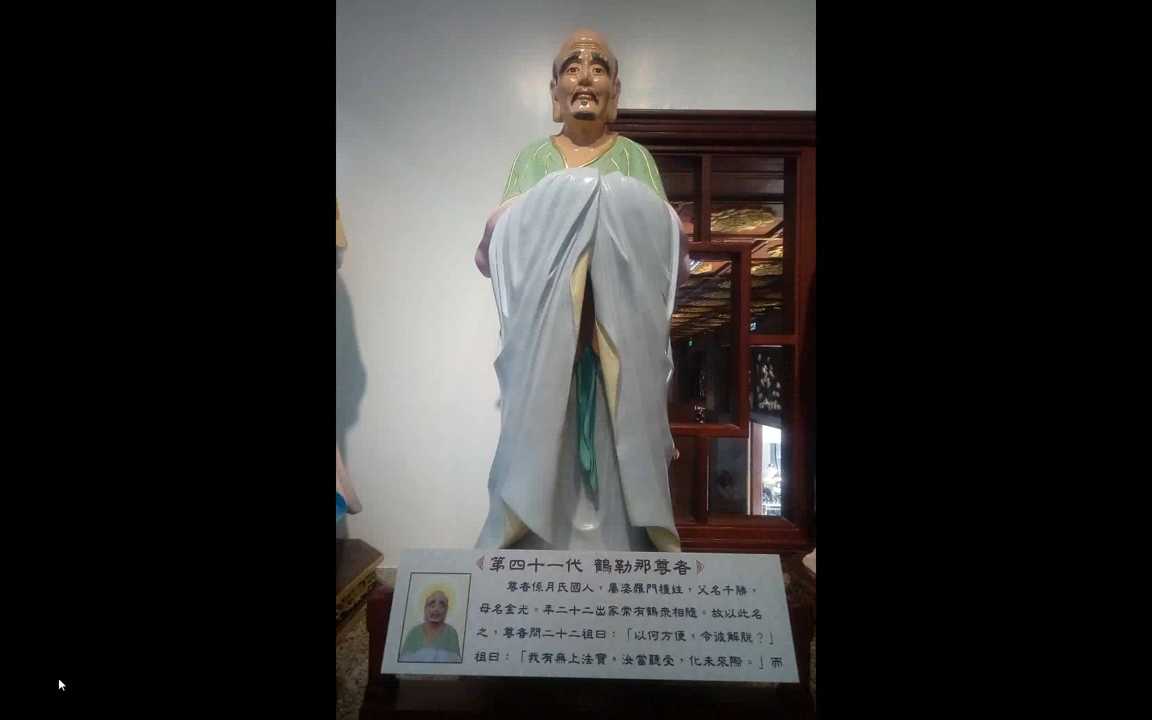 第四十一代 鶴勒那尊者
尊者係月氏國人，屬婆羅門種姓，父名千勝，
母名金光。年二十二出家常有鶴衆相隨。故以此名
之，尊者問二十二祖曰：「以何方便，令彼解脫？」
祖曰：「我有無上法寶，汝當聽受，化未來際。」而